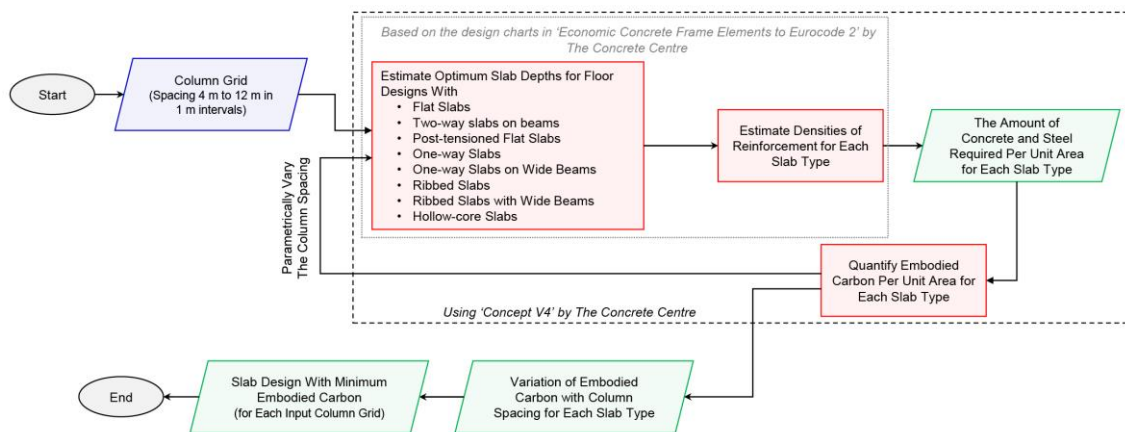 Based on the design charts in 'Economic Concrete Frame Elements to Eurocode 2' by
The Concrete Centre
Start
Column Grid
(Spacing 4 m to 12 m in
1 m intervals)
Estimate Optimum Slab Depths for Floor
Designs With
• Flat Slabs
• Two-way slabs on beams
• Post-tensioned Flat Slabs
• One-way Slabs
• One-way Slabs on Wide Beams
• Ribbed Slabs
• Ribbed Slabs with Wide Beams
• Hollow-core Slabs
Estimate Densities of
Reinforcement for Each
Slab Type
The Amount of
Concrete and Steel
Required Per Unit Area
for Each Slab Type
Parametrically Vary
The Column Spacing
Quantify Embodied
Carbon Per Unit Area for
Each Slab Type
Using 'Concept V4' by The Concrete Centre
End
Slab Design With Minimum
Embodied Carbon
(for Each Input Column Grid)
Variation of Embodied
Carbon with Column
Spacing for Each Slab Type